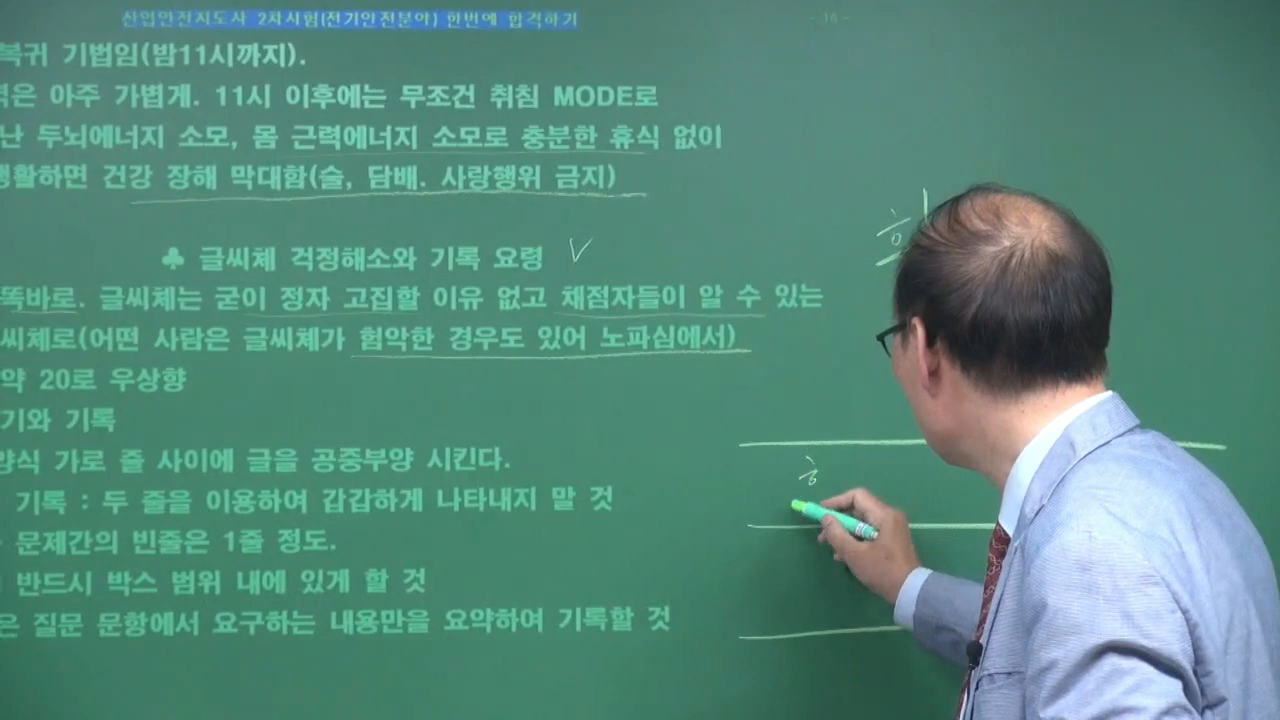 산업안전지도사 2차시험(전기안전분야) 한번에 합격하기
- 16 -
복귀 기법임(밤11시까지).
은 아주 가볍게. 11시 이후에는 무조건 취침 MODE로
난 두뇌에너지 소모, 몸 근력에너지 소모로 충분한 휴식 없이
생활하면 건강 장해 막대함(술, 담배. 사랑행위 금지)
♣ 글씨체 걱정해소와 기록 요령 V
똑바로. 글씨체는 굳이 정자 고집할 이유 없고 채점자들이 알 수 있는
씨체로(어떤 사람은 글씨체가 험악한 경우도 있어 노파심에서)
약 20로 우상향
기와 기록
양식 가로 줄 사이에 글을 공중부양 시킨다.
기록 : 두 줄을 이용하여 갑갑하게 나타내지 말 것
문제간의 빈줄은 1줄 정도.
반드시 박스 범위 내에 있게 할 것
은 질문 문항에서 요구하는 내용만을 요약하여 기록할 것